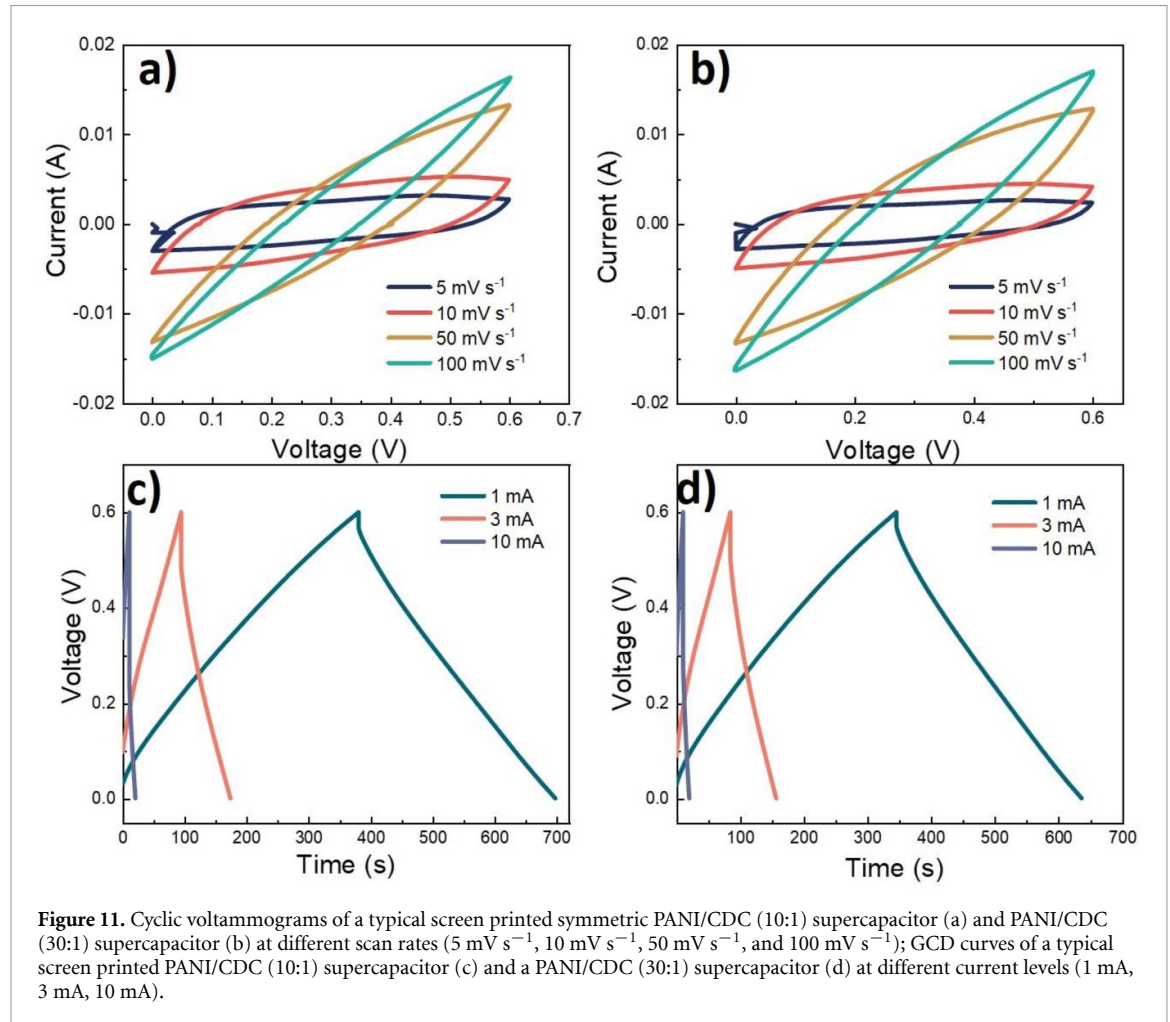 a)
0.02
0.01
0.00
-0.01
-0.02
Current (A)
5 mV s⁻¹
10 mV s⁻¹
50 mV s⁻¹
100 mV s⁻¹
0.0 0.1 0.2 0.3 0.4 0.5 0.6 0.7
Voltage (V)
b)
0.02
0.01
0.00
-0.01
-0.02
Current (A)
5 mV s⁻¹
10 mV s⁻¹
50 mV s⁻¹
100 mV s⁻¹
0.0 0.2 0.4 0.6
Voltage (V)
c)
1 mA
3 mA
10 mA
0.6
0.4
0.2
0.0
Voltage (V)
0 100 200 300 400 500 600 700
Time (s)
d)
1 mA
3 mA
10 mA
0.6
0.4
0.2
0.0
Voltage (V)
100 200 300 400 500 600 700
Time (s)
Figure 11. Cyclic voltammograms of a typical screen printed symmetric PANI/CDC (10:1) supercapacitor (a) and PANI/CDC
(30:1) supercapacitor (b) at different scan rates (5 mV s⁻¹, 10 mV s⁻¹, 50 mV s⁻¹, and 100 mV s⁻¹); GCD curves of a typical
screen printed PANI/CDC (10:1) supercapacitor (c) and a PANI/CDC (30:1) supercapacitor (d) at different current levels (1 mA,
3 mA, 10 mA).